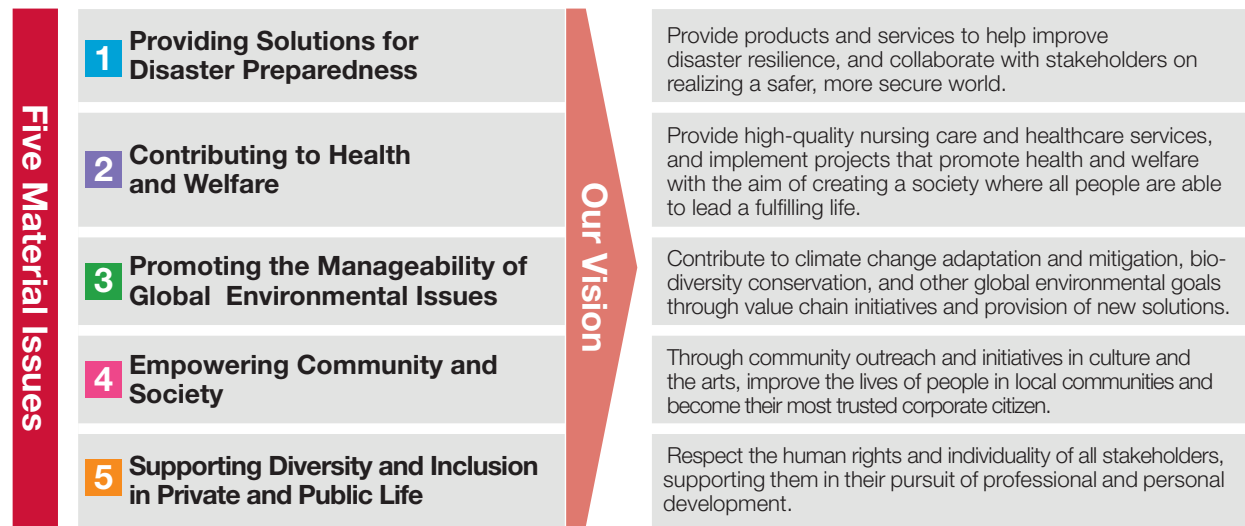 Five Material Issues
1 Providing Solutions for
Disaster Preparedness
2 Contributing to Health
and Welfare
3 Promoting the Manageability of
Global Environmental Issues
4 Empowering Community and
Society
5 Supporting Diversity and Inclusion
in Private and Public Life
Our Vision
Provide products and services to help improve
disaster resilience, and collaborate with stakeholders on
realizing a safer, more secure world.
Provide high-quality nursing care and healthcare services,
and implement projects that promote health and welfare
with the aim of creating a society where all people are able
to lead a fulfilling life.
Contribute to climate change adaptation and mitigation, bio-
diversity conservation, and other global environmental goals
through value chain initiatives and provision of new solutions.
Through community outreach and initiatives in culture and
the arts, improve the lives of people in local communities and
become their most trusted corporate citizen.
Respect the human rights and individuality of all stakeholders,
supporting them in their pursuit of professional and personal
development.